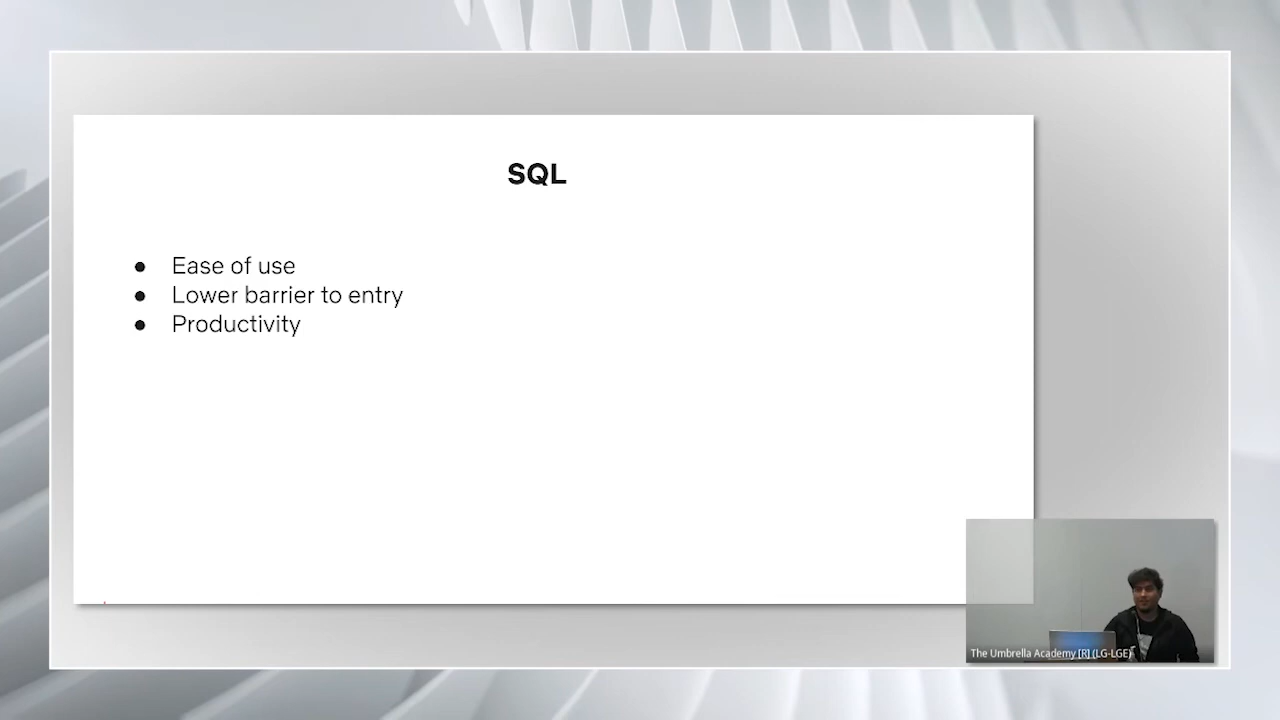 SQL
● Ease of use
● Lower barrier to entry
● Productivity
The Umbrella Academy [R] (LG-LGE)